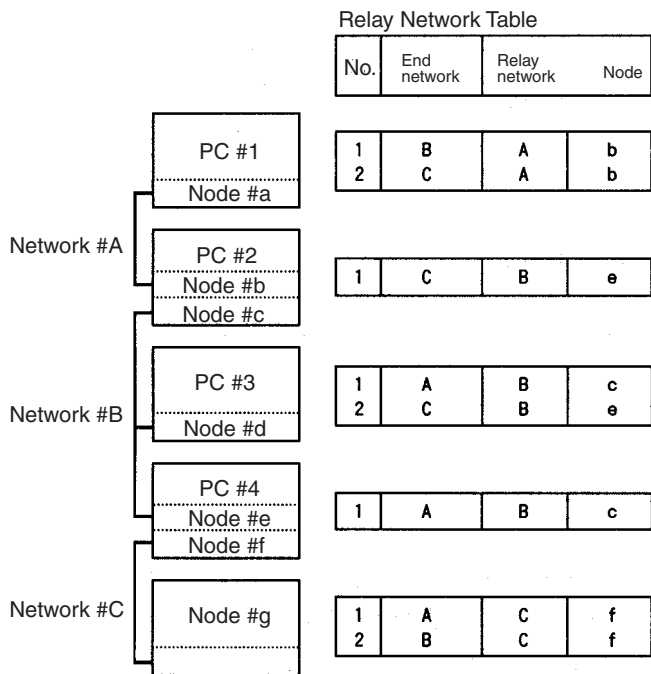 Relay Network Table
No. End network Relay network Node
PC #1
Node #a
1 B A b
2 C A b
Network #A
PC #2
Node #b
Node #c
1 C B e
PC #3
Node #d
1 A B c
2 C B e
Network #B
PC #4
Node #e
Node #f
1 A B c
Network #C
Node #g
1 A C f
2 B C f